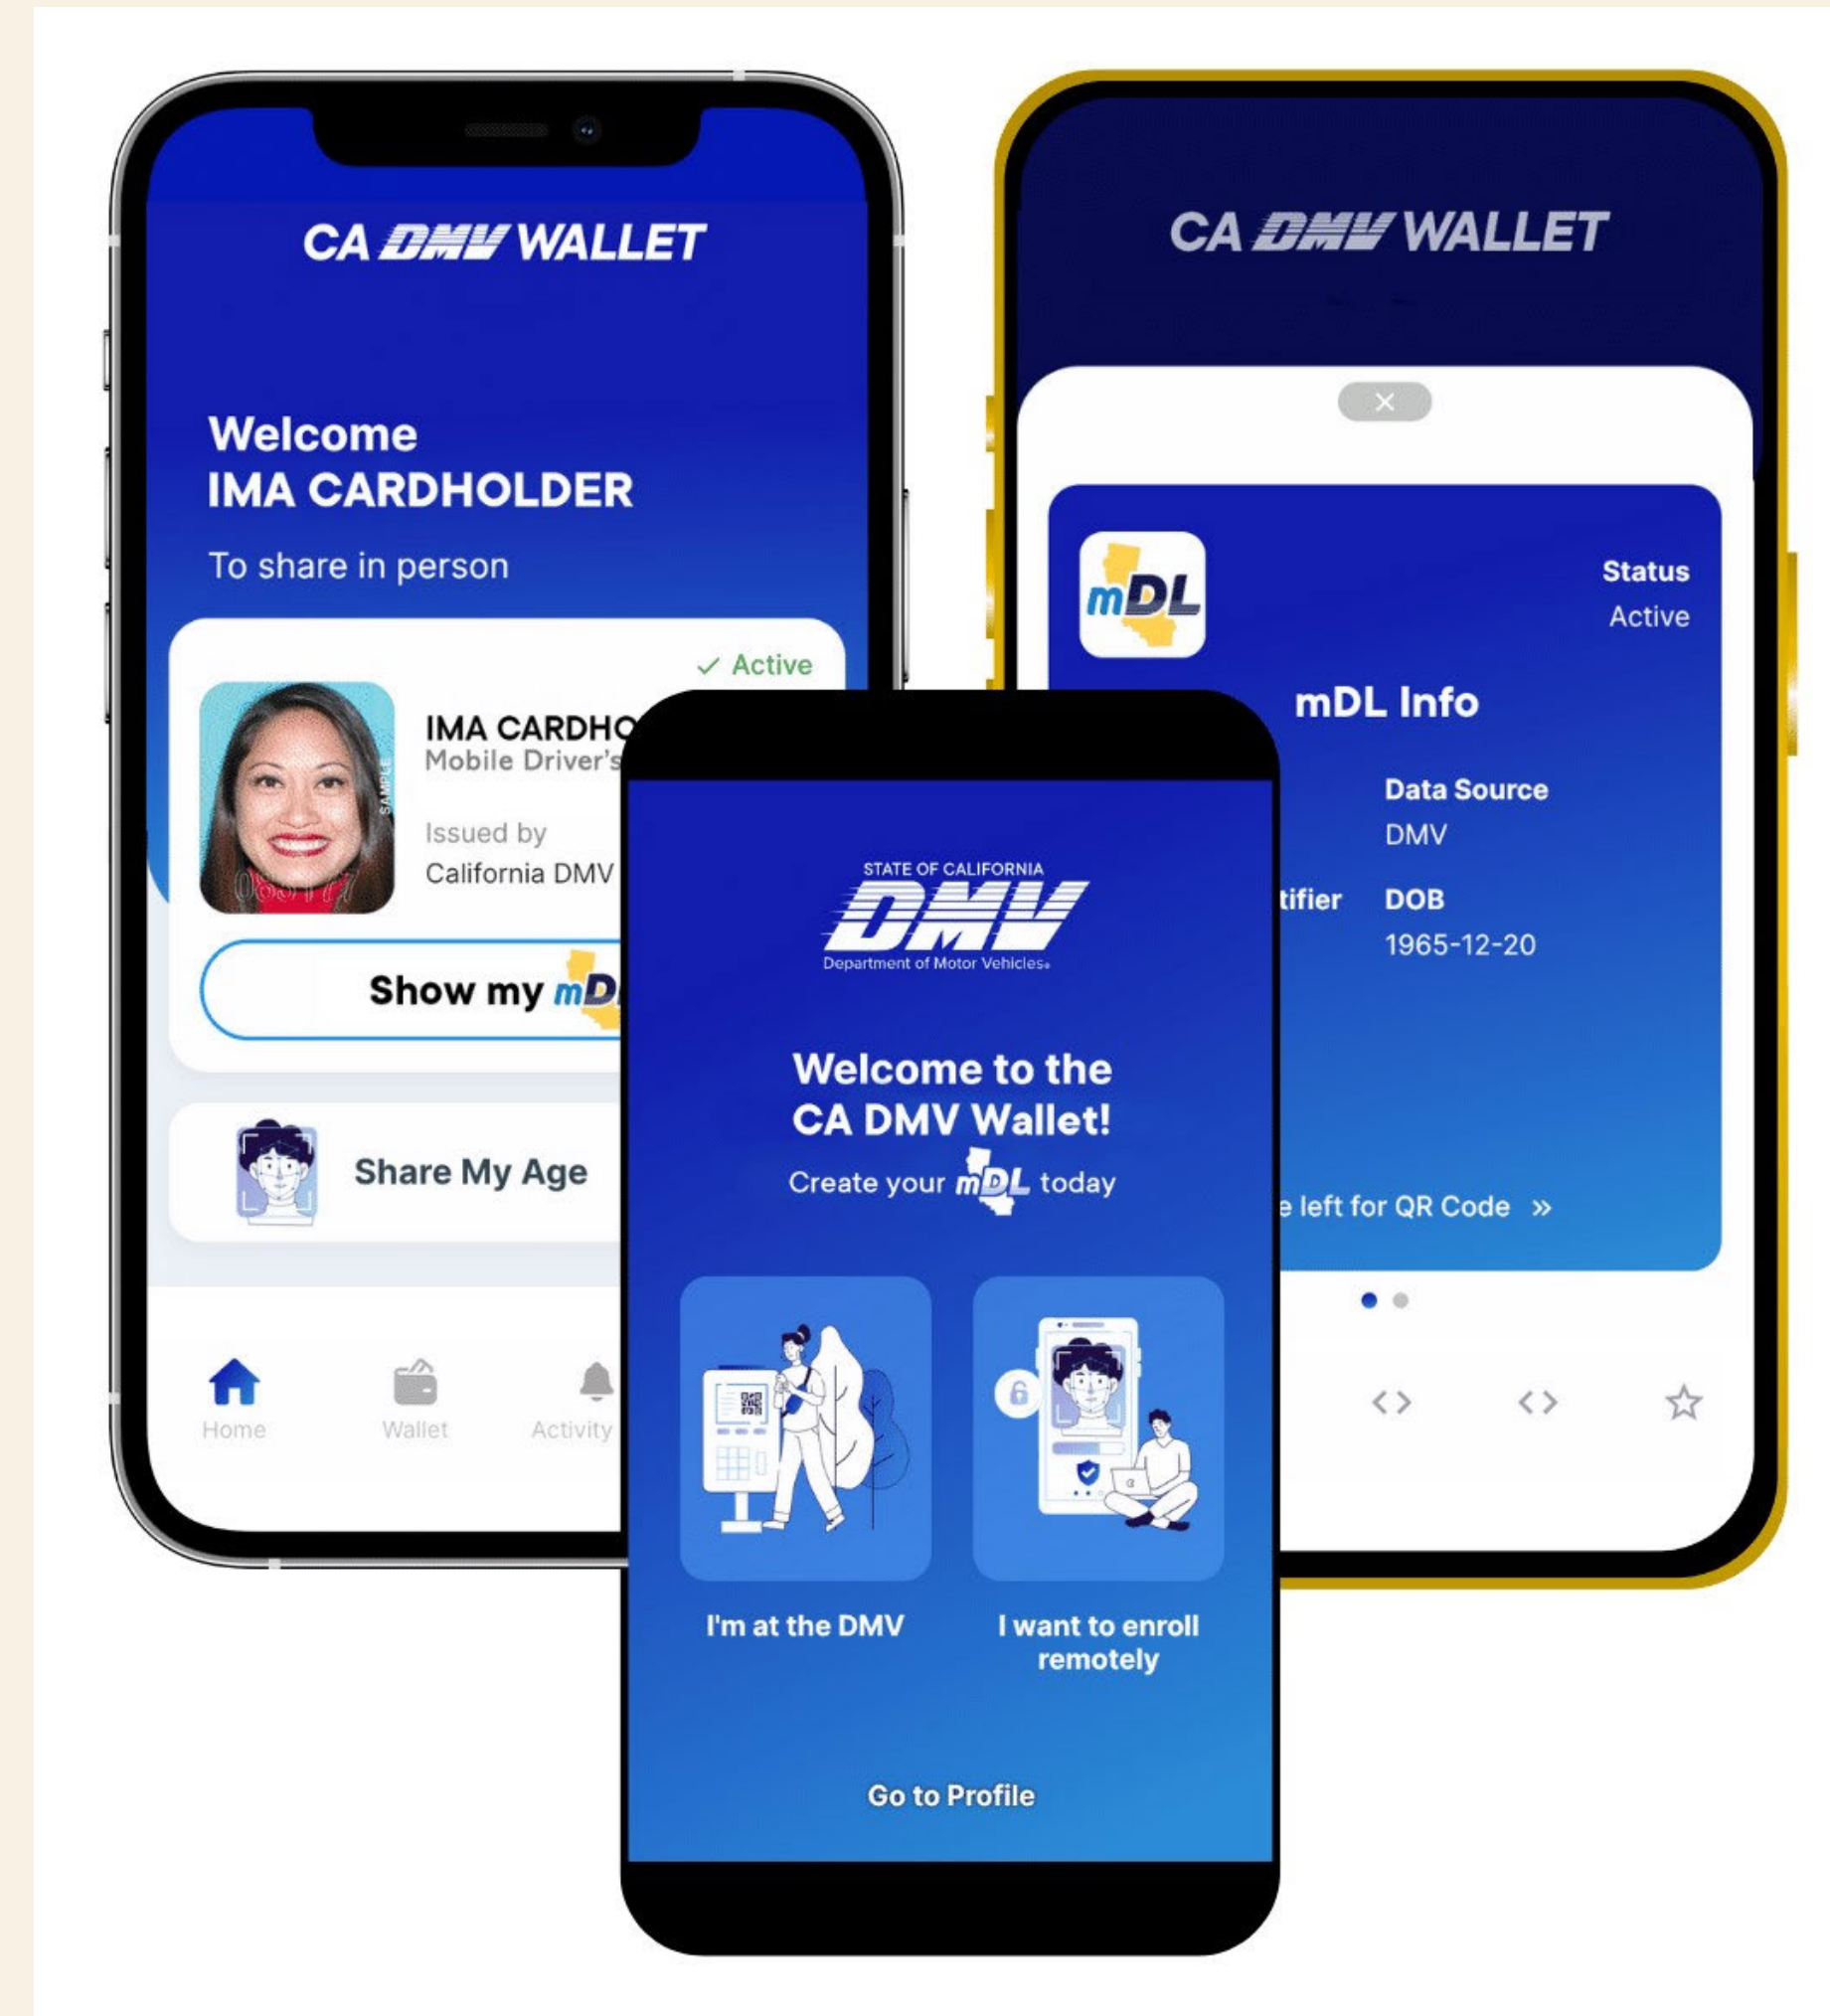 CA DMV WALLET
Welcome
IMA CARDHOLDER
To share in person
Active
IMA CARDHO
Mobile Driver's
SAMPLE
Issued by
California DMV
Show my mD
Share My Age
Home
Wallet
Activity
CA DMV WALLET
mDL
Status
Active
mDL Info
Data Source
DMV
tifier
DOB
1965-12-20
e left for QR Code »
STATE OF CALIFORNIA
DMV
Department of Motor Vehicles
Welcome to the
CA DMV Wallet!
Create your mDL today
I'm at the DMV
I want to enroll
remotely
Go to Profile